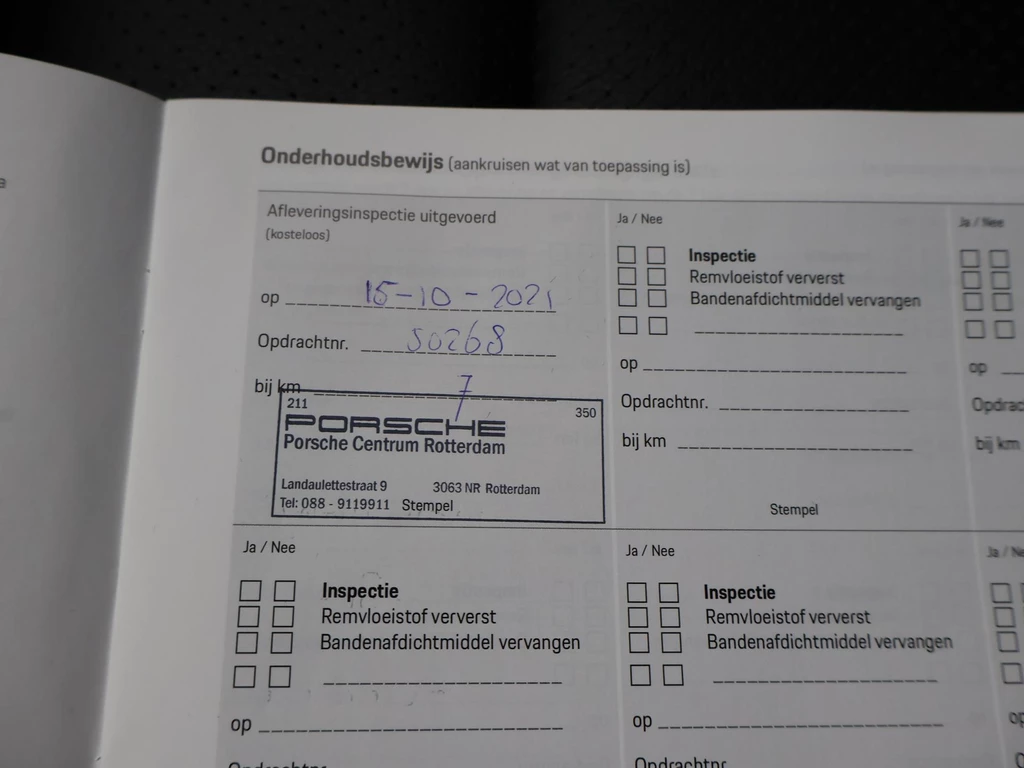 Onderhoudsbewijs (aankruisen wat van toepassing is)
Afleveringsinspectie uitgevoerd
(kosteloos)
op 15-10-2021
Opdrachtnr. 50268
bij km 7
211 350
PORSCHE
Porsche Centrum Rotterdam
Landaulettestraat 9 3063 NR Rotterdam
Tel: 088 - 9119911 Stempel
Ja / Nee
Inspectie
Remvloeistof ververst
Bandenafdichtmiddel vervangen
op
Opdrachtnr.
bij km
Stempel
Ja / Nee
op
bij km
Ja / Nee
Inspectie
Remvloeistof ververst
Bandenafdichtmiddel vervangen
op
Opdrachtnr.
Ja / Nee
Inspectie
Remvloeistof ververst
Bandenafdichtmiddel vervangen
op
Opdrachtnr.